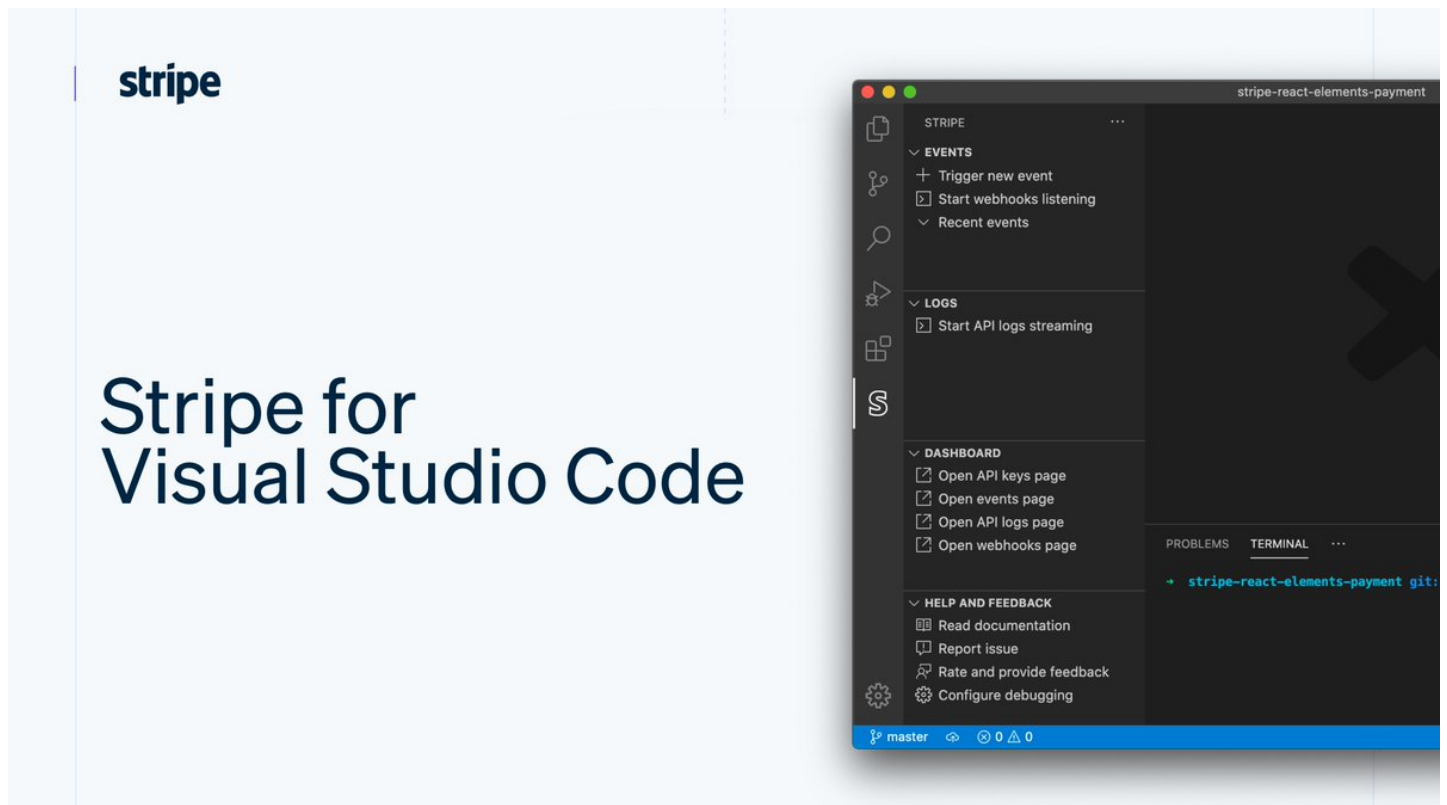 stripe
Stripe for
Visual Studio Code
stripe-react-elements-payment
STRIPE ···
EVENTS
Trigger new event
Start webhooks listening
Recent events
LOGS
Start API logs streaming
DASHBOARD
Open API keys page
Open events page
Open API logs page
Open webhooks page
HELP AND FEEDBACK
Read documentation
Report issue
Rate and provide feedback
Configure debugging
PROBLEMS TERMINAL ···
→ stripe-react-elements-payment git:
master 0 0